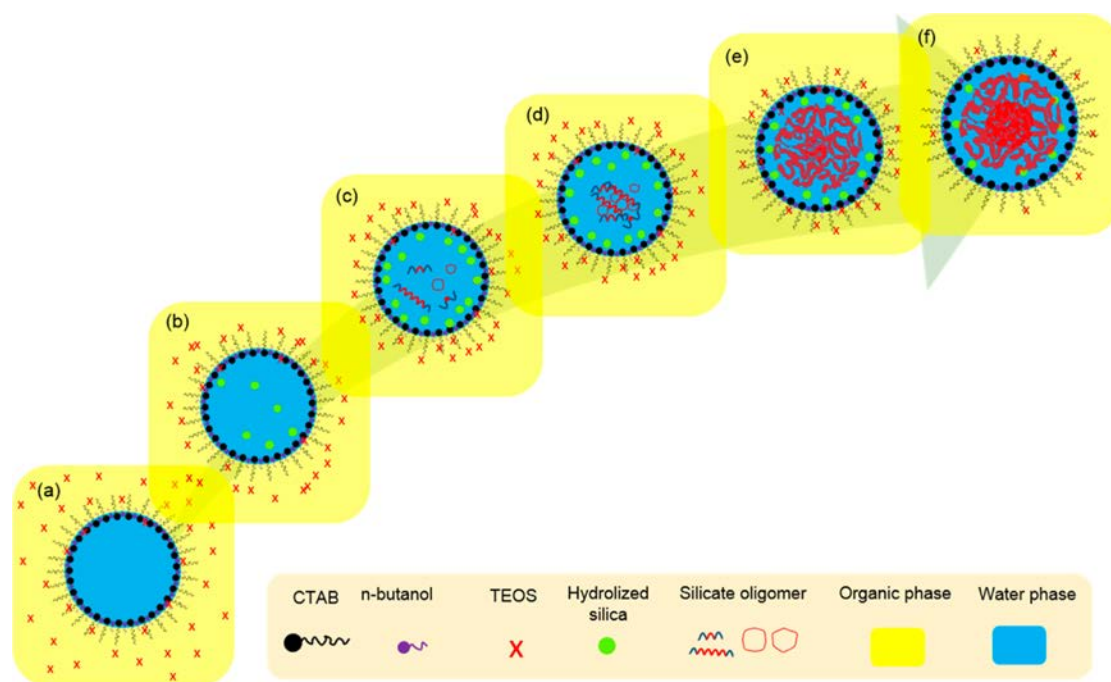 (f)
(e)
(d)
(c)
(b)
(a)
CTAB n-butanol TEOS Hydrolized silica Silicate oligomer Organic phase Water phase